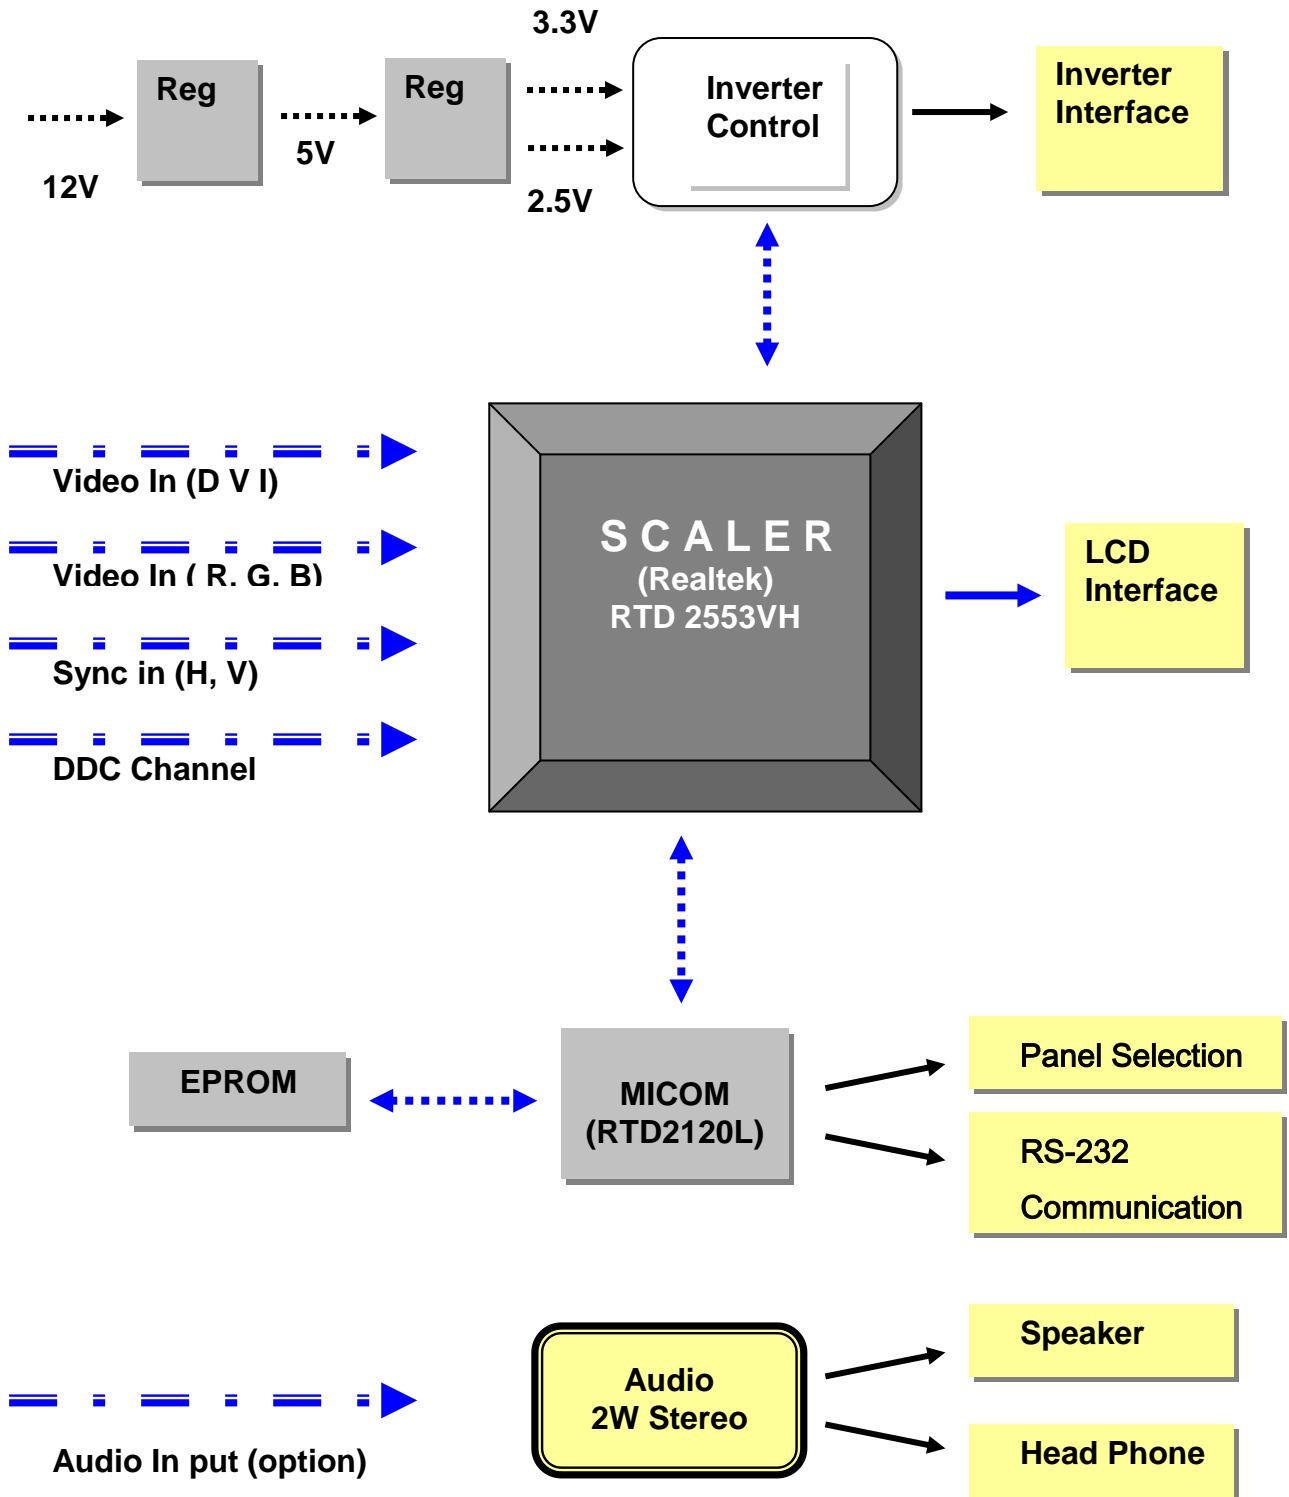 3.3V
Reg
Reg
Inverter
Control
Inverter
Interface
5V
12V
2.5V
Video In (D V I)
Video In ( R. G. B)
Sync in (H, V)
DDC Channel
S C A L E R
(Realtek)
RTD 2553VH
LCD
Interface
EPROM
MICOM
(RTD2120L)
Panel Selection
RS-232
Communication
Audio In put (option)
Audio
2W Stereo
Speaker
Head Phone